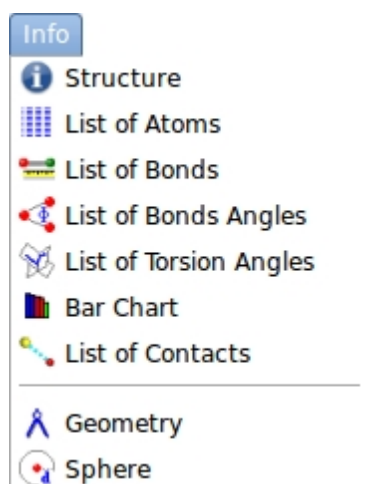 Info
Structure
List of Atoms
List of Bonds
List of Bonds Angles
List of Torsion Angles
Bar Chart
List of Contacts
Geometry
Sphere